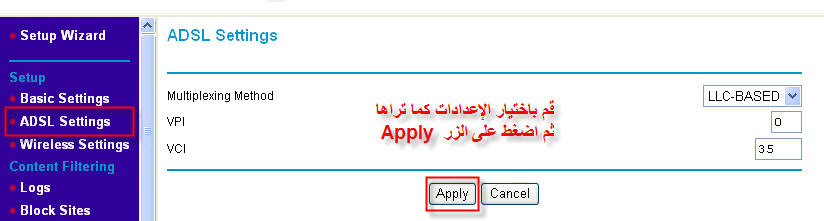 Setup Wizard
Setup
Basic Settings
ADSL Settings
Wireless Settings
Content Filtering
Logs
Block Sites
ADSL Settings
Multiplexing Method
LLC-BASED
VPI
0
VCI
35
قم باختيار الإعدادات كما تراها
ثم اضغط على الزر Apply
Apply
Cancel